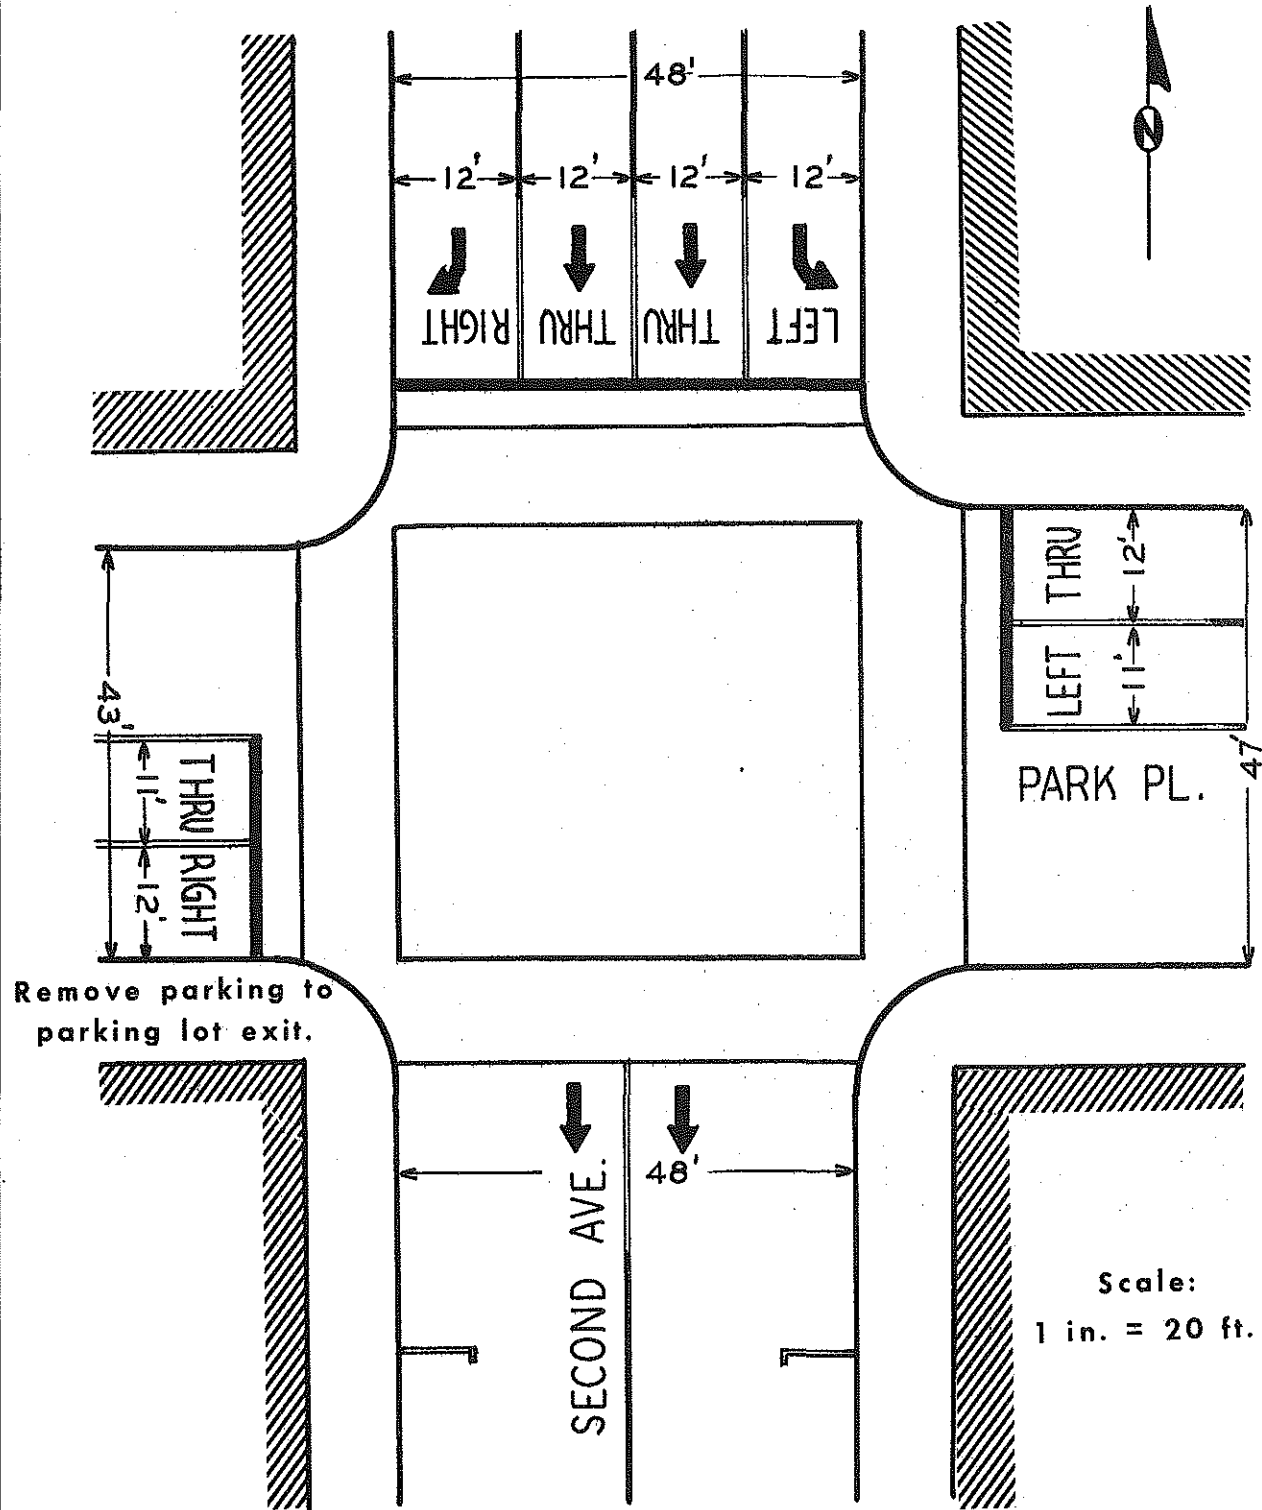 48'
12' 12' 12' 12'
RIGHT THRU THRU LEFT
N
THRU 12'
LEFT 11'
43'
11' THRU
12' RIGHT
PARK PL.
47'
Remove parking to
parking lot exit.
48'
SECOND AVE.
Scale:
1 in. = 20 ft.